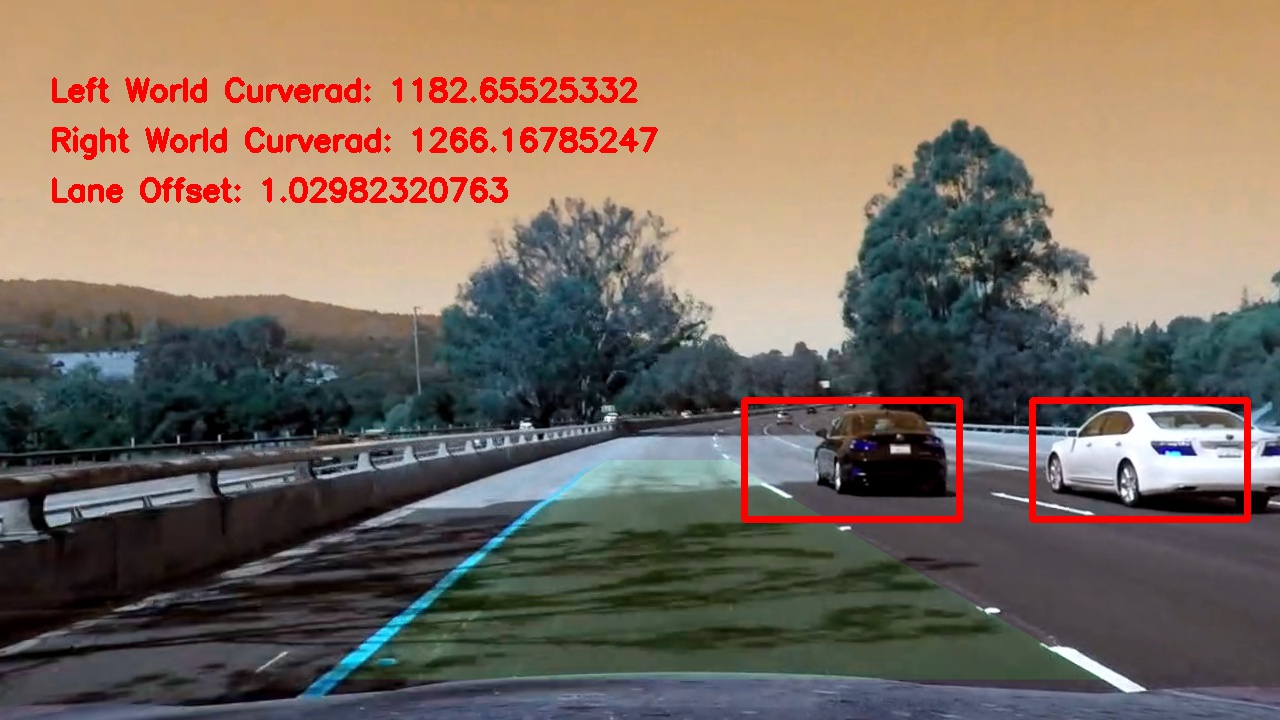 Left World Curverad: 1182.65525332
Right World Curverad: 1266.16785247
Lane Offset: 1.02982320763